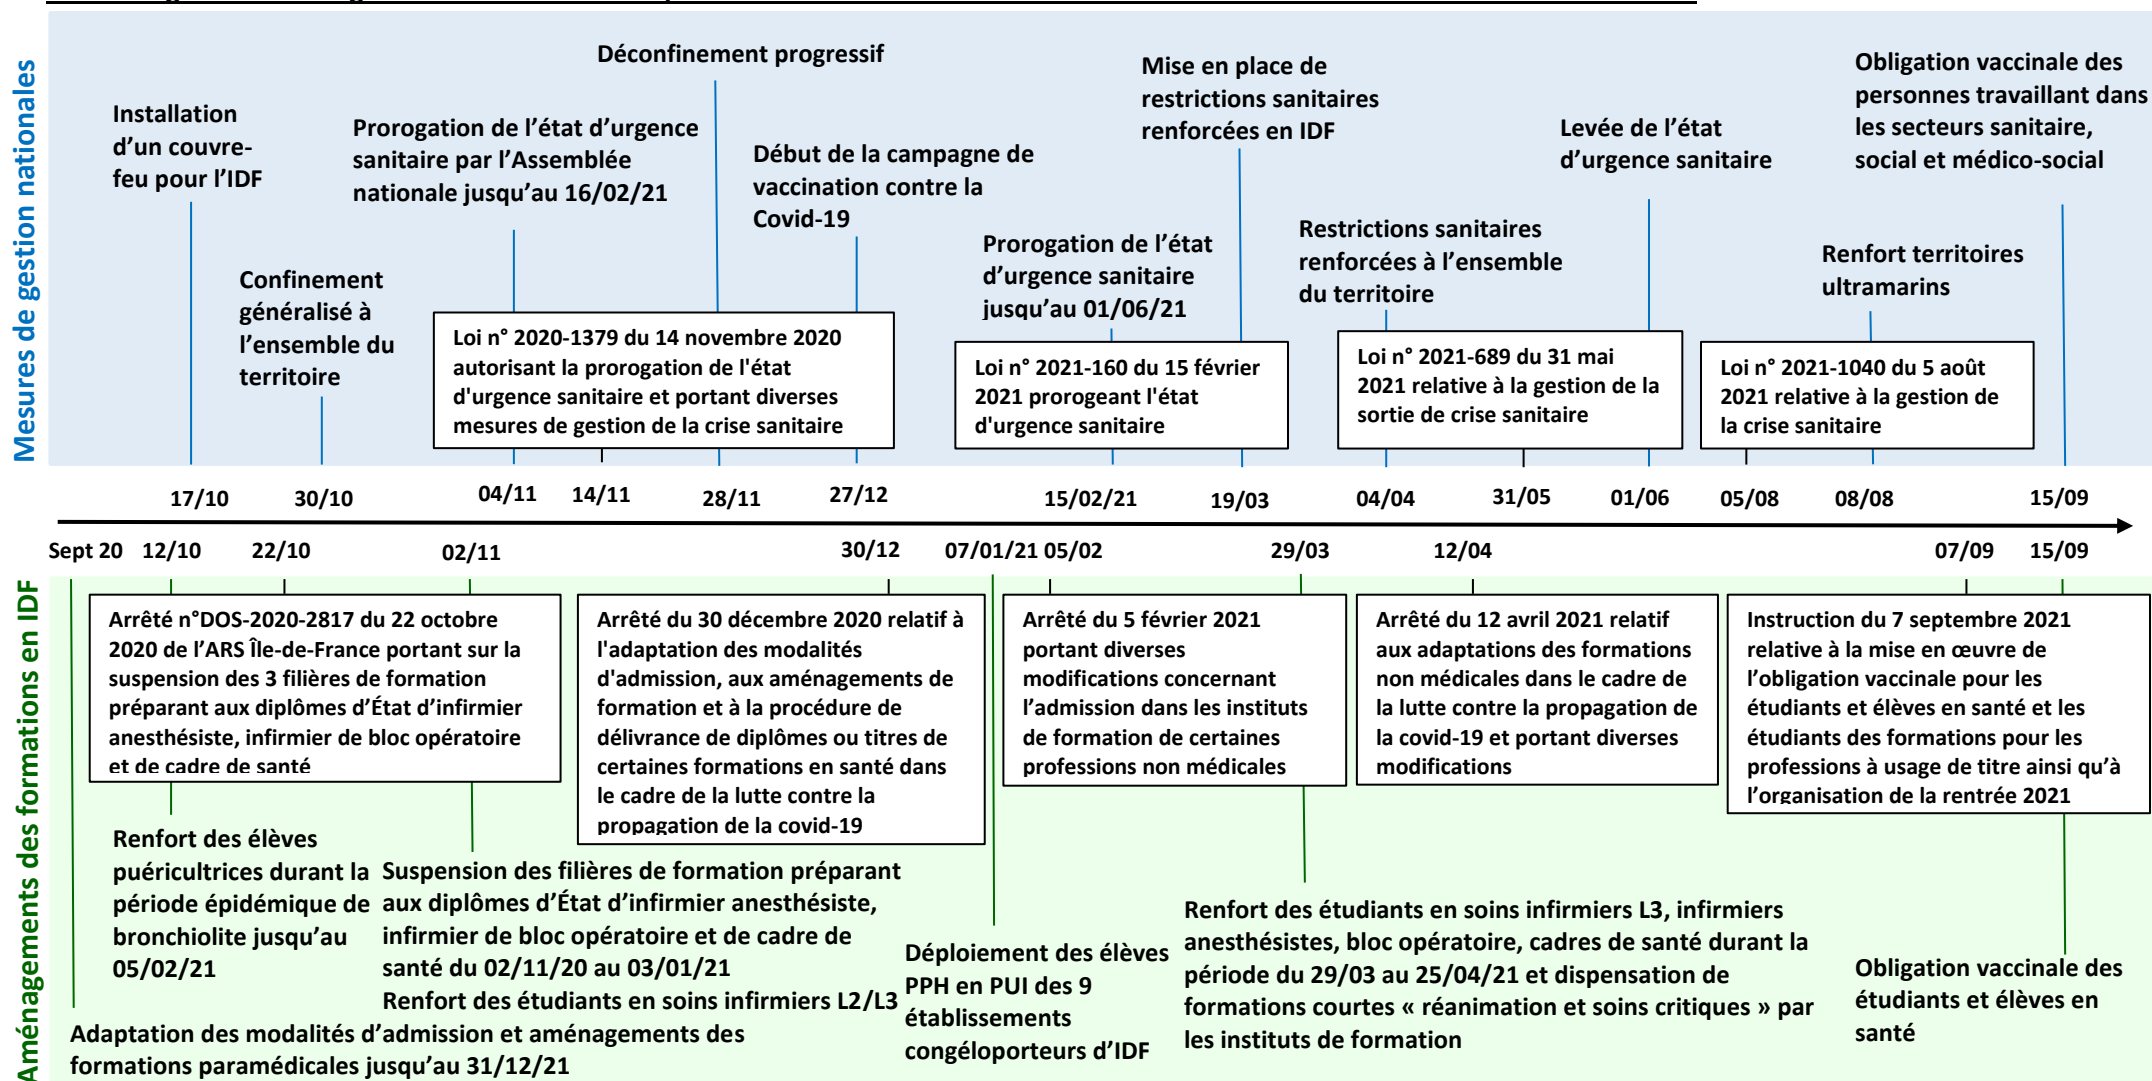 Mesures de gestion nationales
Déconfinement progressif
Installation
d’un couvre-
feu pour l’IDF
Prorogation de l’état d’urgence
sanitaire par l’Assemblée
nationale jusqu’au 16/02/21
Début de la campagne de
vaccination contre la
Covid-19
Mise en place de
restrictions sanitaires
renforcées en IDF
Levée de l’état
d’urgence sanitaire
Obligation vaccinale des
personnes travaillant dans
les secteurs sanitaire,
social et médico-social
Confinement
généralisé à
l’ensemble du
territoire
Prorogation de l’état
d’urgence sanitaire
jusqu’au 01/06/21
Restrictions sanitaires
renforcées à l’ensemble
du territoire
Renfort territoires
ultramarins
Loi n° 2020-1379 du 14 novembre 2020
autorisant la prorogation de l'état
d'urgence sanitaire et portant diverses
mesures de gestion de la crise sanitaire
Loi n° 2021-160 du 15 février
2021 prorogeant l'état
d'urgence sanitaire
Loi n° 2021-689 du 31 mai
2021 relative à la gestion de la
sortie de crise sanitaire
Loi n° 2021-1040 du 5 août
2021 relative à la gestion de
la crise sanitaire
17/10 30/10 04/11 14/11 28/11 27/12 15/02/21 19/03 04/04 31/05 01/06 05/08 08/08 15/09
Sept 20 12/10 22/10 02/11 30/12 07/01/21 05/02 29/03 12/04 07/09 15/09
Aménagements des formations en IDF
Arrêté n°DOS-2020-2817 du 22 octobre
2020 de l’ARS Île-de-France portant sur la
suspension des 3 filières de formation
préparant aux diplômes d’État d’infirmier
anesthésiste, infirmier de bloc opératoire
et de cadre de santé
Arrêté du 30 décembre 2020 relatif à
l'adaptation des modalités
d'admission, aux aménagements de
formation et à la procédure de
délivrance de diplômes ou titres de
certaines formations en santé dans
le cadre de la lutte contre la
propagation de la covid-19
Arrêté du 5 février 2021
portant diverses
modifications concernant
l’admission dans les instituts
de formation de certaines
professions non médicales
Arrêté du 12 avril 2021 relatif
aux adaptations des formations
non médicales dans le cadre de
la lutte contre la propagation de
la covid-19 et portant diverses
modifications
Instruction du 7 septembre 2021
relative à la mise en œuvre de
l’obligation vaccinale pour les
étudiants et élèves en santé et les
étudiants des formations pour les
professions à usage de titre ainsi qu’à
l’organisation de la rentrée 2021
Renfort des élèves
puéricultrices durant la
période épidémique de
bronchiolite jusqu’au
05/02/21
Suspension des filières de formation préparant
aux diplômes d’État d’infirmier anesthésiste,
infirmier de bloc opératoire et de cadre de
santé du 02/11/20 au 03/01/21
Renfort des étudiants en soins infirmiers L2/L3
Adaptation des modalités d’admission et aménagements des
formations paramédicales jusqu’au 31/12/21
Déploiement des élèves
PPH en PUI des 9
établissements
congéloporteurs d’IDF
Renfort des étudiants en soins infirmiers L3, infirmiers
anesthésistes, bloc opératoire, cadres de santé durant la
période du 29/03 au 25/04/21 et dispensation de
formations courtes « réanimation et soins critiques » par
les instituts de formation
Obligation vaccinale des
étudiants et élèves en
santé